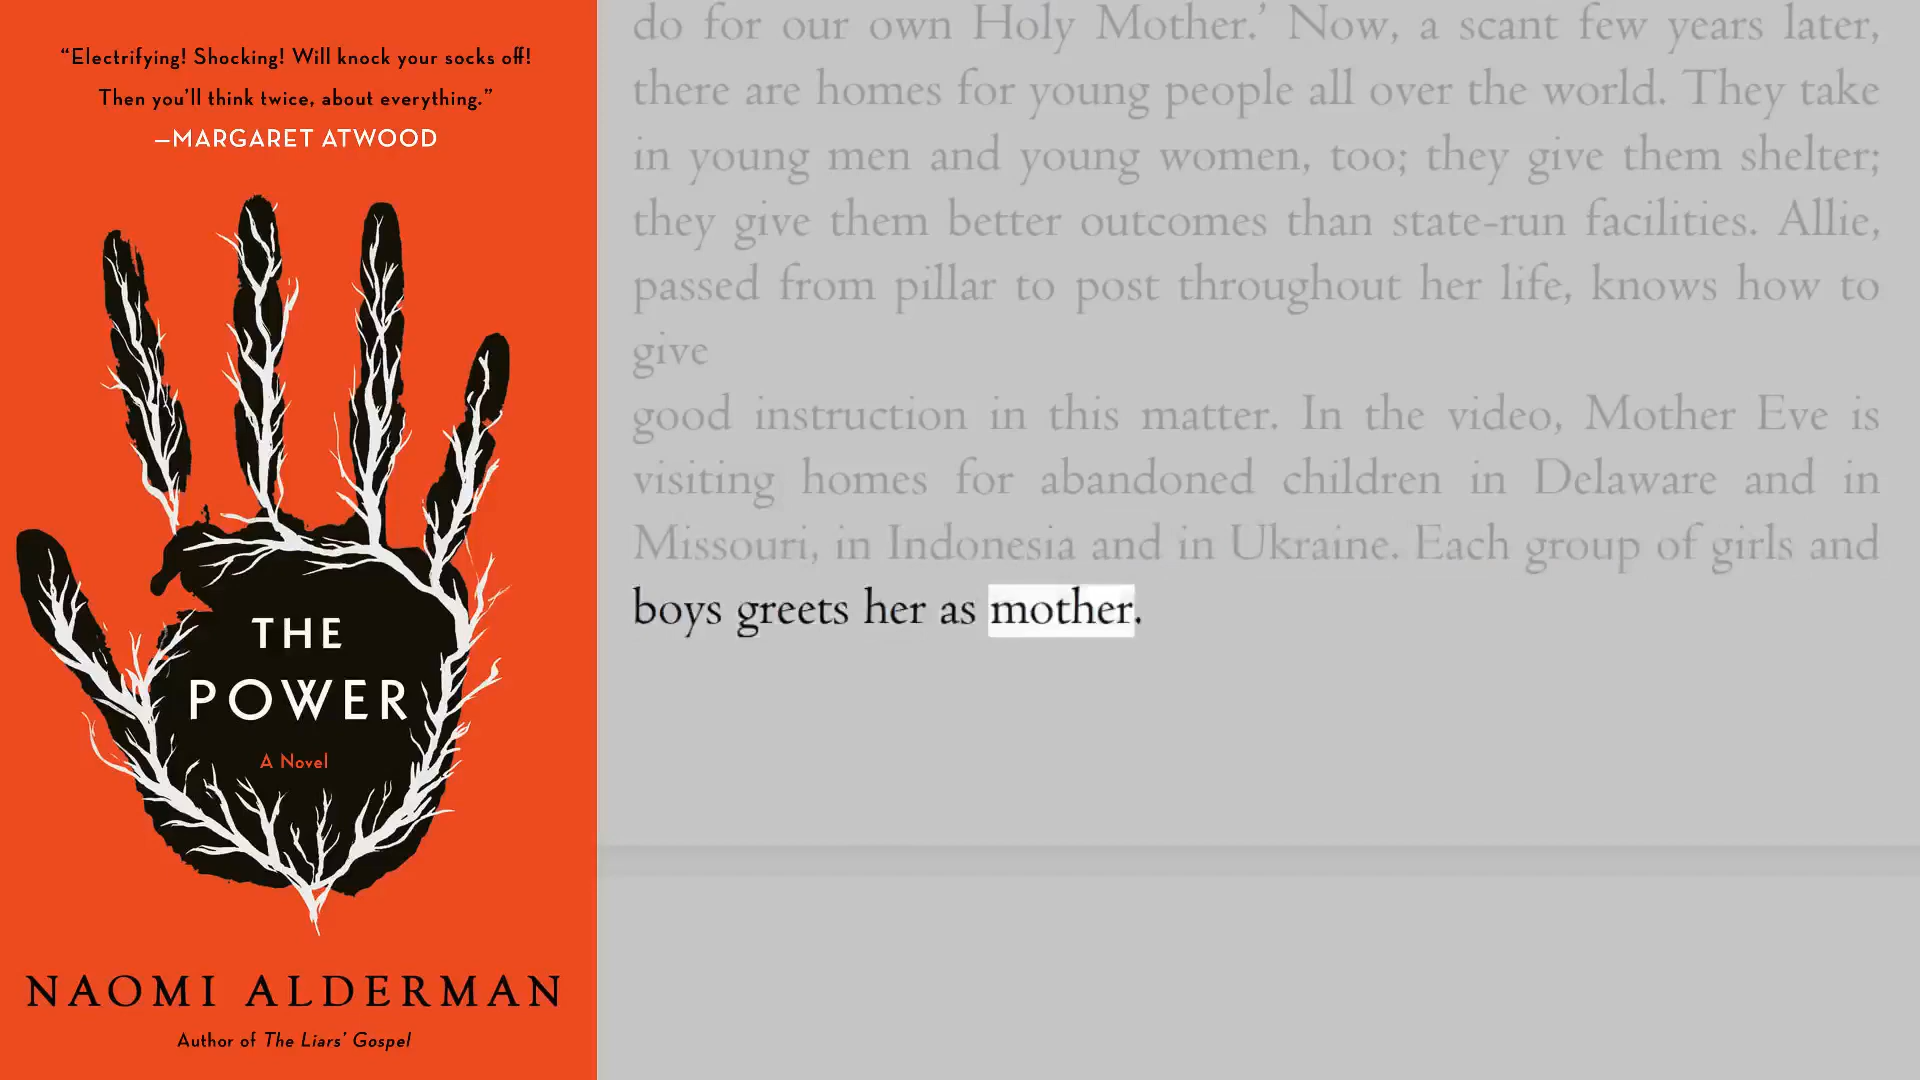 “Electrifying! Shocking! Will knock your socks off!
Then you’ll think twice, about everything.”
—MARGARET ATWOOD
THE
POWER
A Novel
NAOMI ALDERMAN
Author of The Liars’ Gospel
do for our own Holy Mother.’ Now, a scant few years later,
there are homes for young people all over the world. They take
in young men and young women, too; they give them shelter;
they give them better outcomes than state-run facilities. Allie,
passed from pillar to post throughout her life, knows how to
give
good instruction in this matter. In the video, Mother Eve is
visiting homes for abandoned children in Delaware and in
Missouri, in Indonesia and in Ukraine. Each group of girls and
boys greets her as mother.